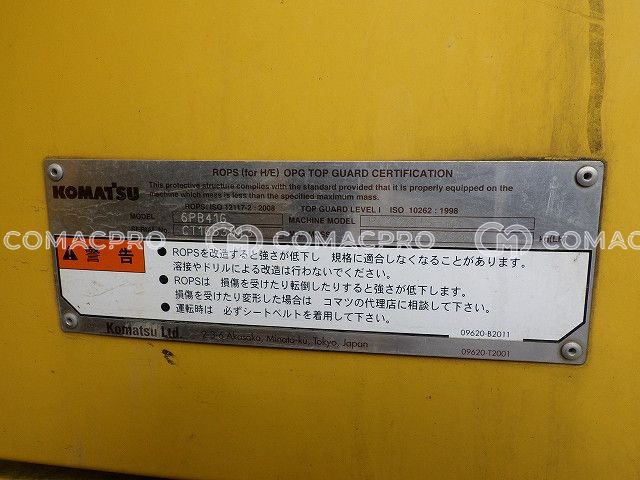 ROPS (for H/E) OPG TOP GUARD CERTIFICATION
KOMATSU
This protective structure complies with the standard provided that it is properly equipped on the
machine which mass is less than the specified maximum mass.
ROPS: ISO 12117-2 : 2008 TOP GUARD LEVEL I ISO 10262 : 1998
MODEL 6PB416 MACHINE MODEL
COMACPRO COMACPRO COMACPRO
警告
● ROPSを改造すると強さが低下し 規格に適合しなくなることがあります。
溶接やドリルによる改造は行わないでください。
● ROPSは 損傷を受けたり転倒したりすると強さが低下します。
損傷を受けたり変形した場合は コマツの代理店に相談して下さい。
● 運転時は 必ずシートベルトを着用して下さい。
09620-B2011
Komatsu Ltd. 2-3-6 Akasaka, Minato-ku, Tokyo, Japan
09620-T2001